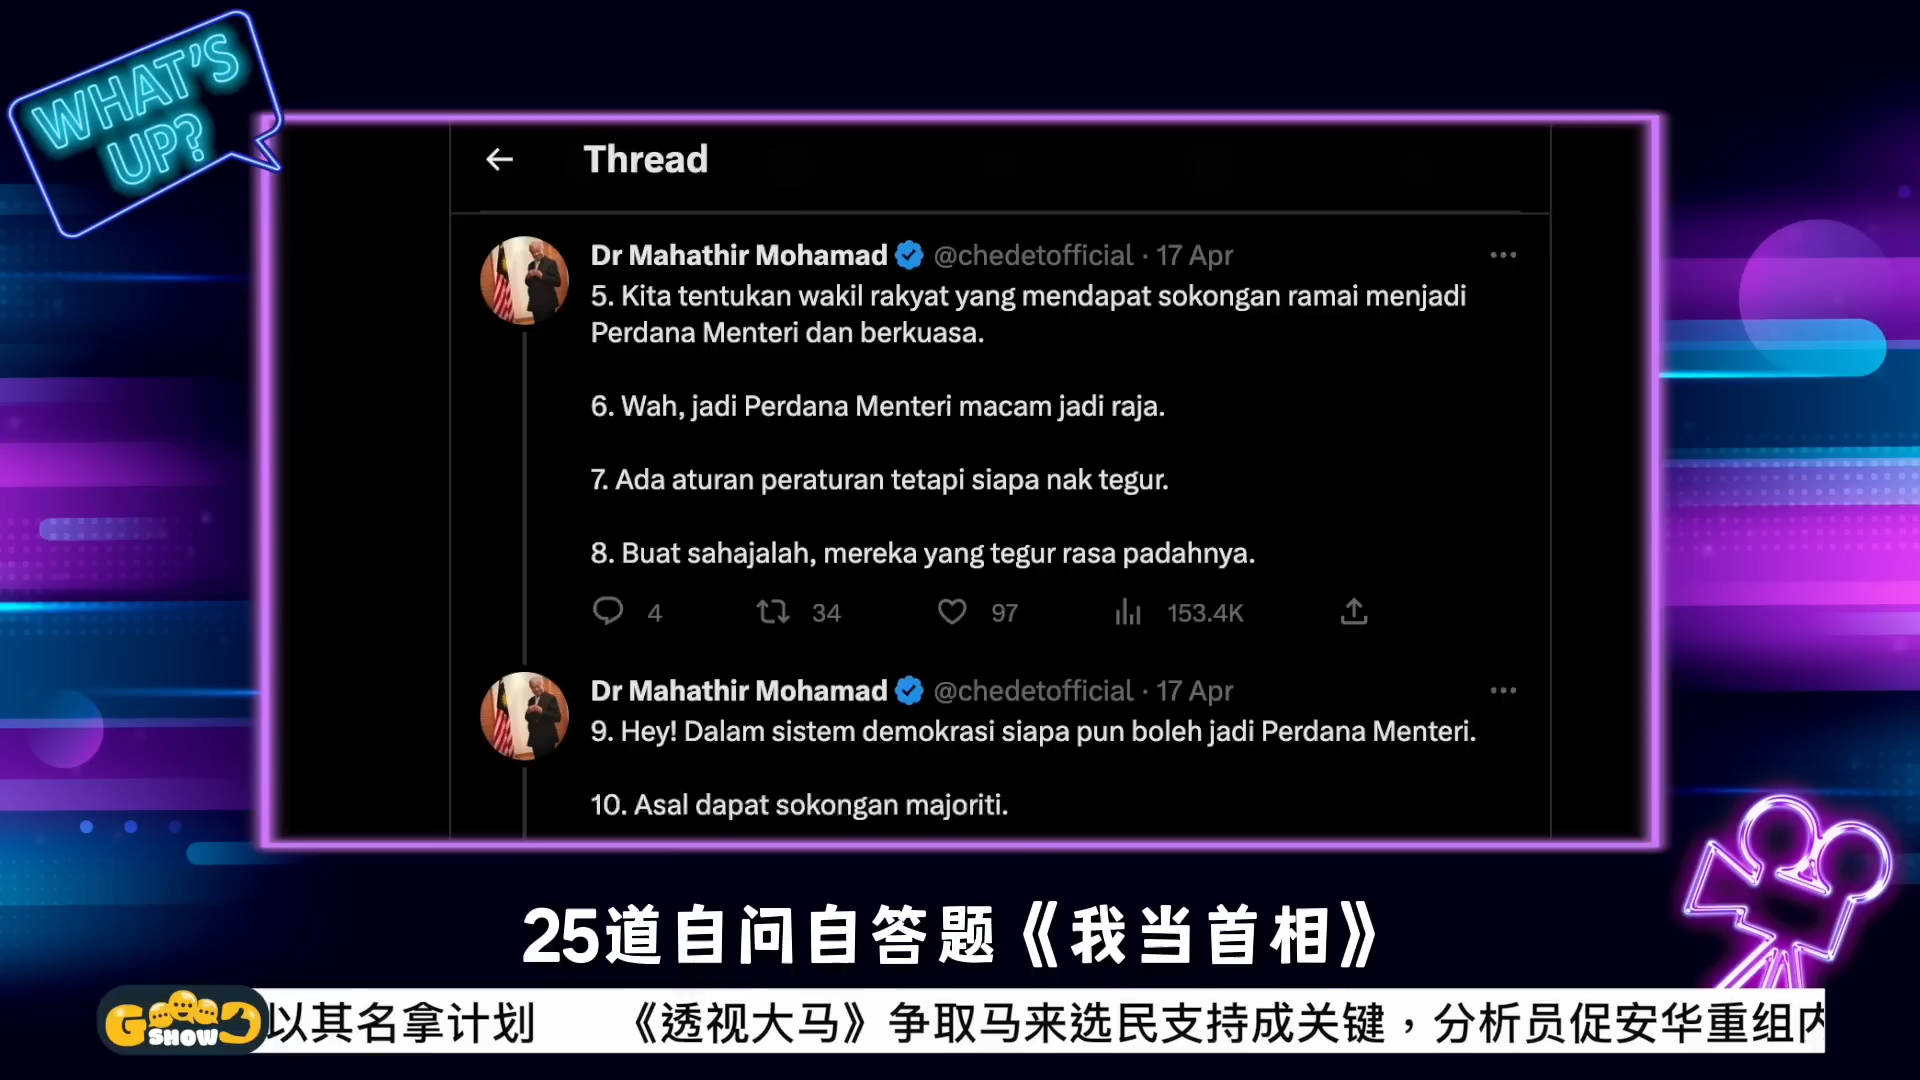 WHAT'S
UP?
Thread
Dr Mahathir Mohamad @chedetofficial · 17 Apr
5. Kita tentukan wakil rakyat yang mendapat sokongan ramai menjadi
Perdana Menteri dan berkuasa.
6. Wah, jadi Perdana Menteri macam jadi raja.
7. Ada aturan peraturan tetapi siapa nak tegur.
8. Buat sahajalah, mereka yang tegur rasa padahnya.
4 34 97 153.4K
Dr Mahathir Mohamad @chedetofficial · 17 Apr
9. Hey! Dalam sistem demokrasi siapa pun boleh jadi Perdana Menteri.
10. Asal dapat sokongan majoriti.
25道自问自答题《我当首相》
GOOD
SHOW
以其名拿计划 《透视大马》争取马来选民支持成关键，分析员促安华重组内